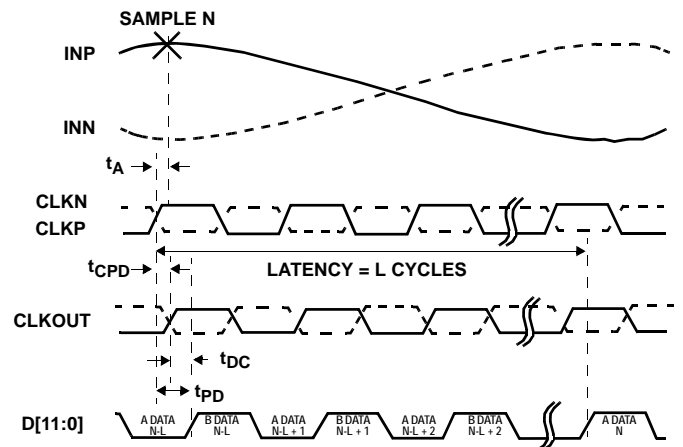 SAMPLE N
INP
INN
tA
CLKN
CLKP
tCPD
LATENCY = L CYCLES
CLKOUT
tDC
tPD
D[11:0]
A DATA
N-L
B DATA
N-L
A DATA
N-L + 1
B DATA
N-L + 1
A DATA
N-L + 2
B DATA
N-L + 2
A DATA
N